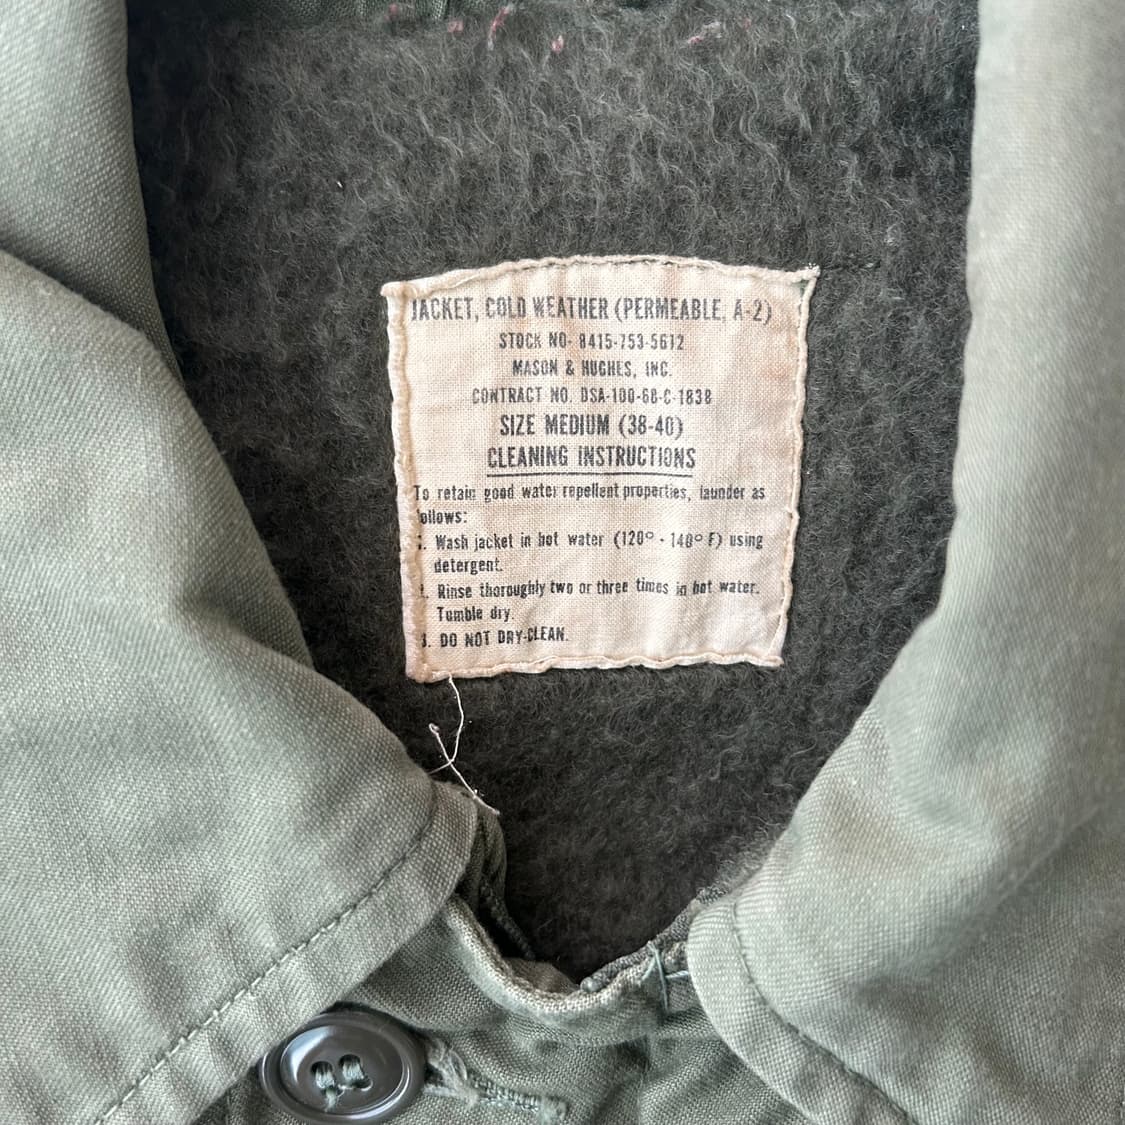 JACKET, COLD WEATHER (PERMEABLE, A-2)
STOCK NO- 8415-753-5612
MASON & HUGHES, INC.
CONTRACT NO. DSA-100-68-C-1838
SIZE MEDIUM (38-40)
CLEANING INSTRUCTIONS
To retain good water repellent properties, launder as
follows:
1. Wash jacket in hot water (120° - 140° F) using
detergent.
2. Rinse thoroughly two or three times in hot water.
Tumble dry.
3. DO NOT DRY-CLEAN.